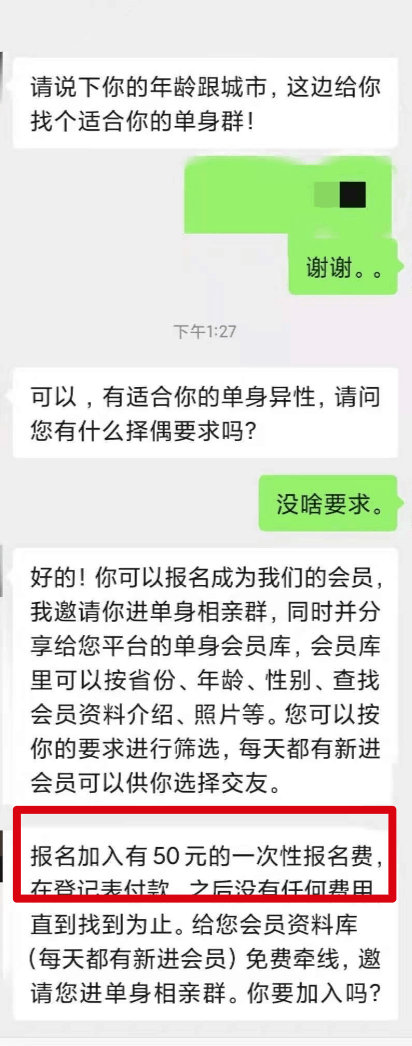 请说下你的年龄跟城市，这边给你
找个适合你的单身群！
谢谢。。
下午1:27
可以，有适合你的单身异性，请问
您有什么择偶要求吗？
没啥要求。
好的！你可以报名成为我们的会员，
我邀请你进单身相亲群，同时并分
享给您平台的单身会员库，会员库
里可以按省份、年龄、性别、查找
会员资料介绍、照片等。您可以按
你的要求进行筛选，每天都有新进
会员可以供你选择交友。
报名加入有50元的一次性报名费，
在登记表付款，之后没有任何费用
直到找到为止。给您会员资料库
（每天都有新进会员）免费牵线，邀
请您进单身相亲群。你要加入吗？